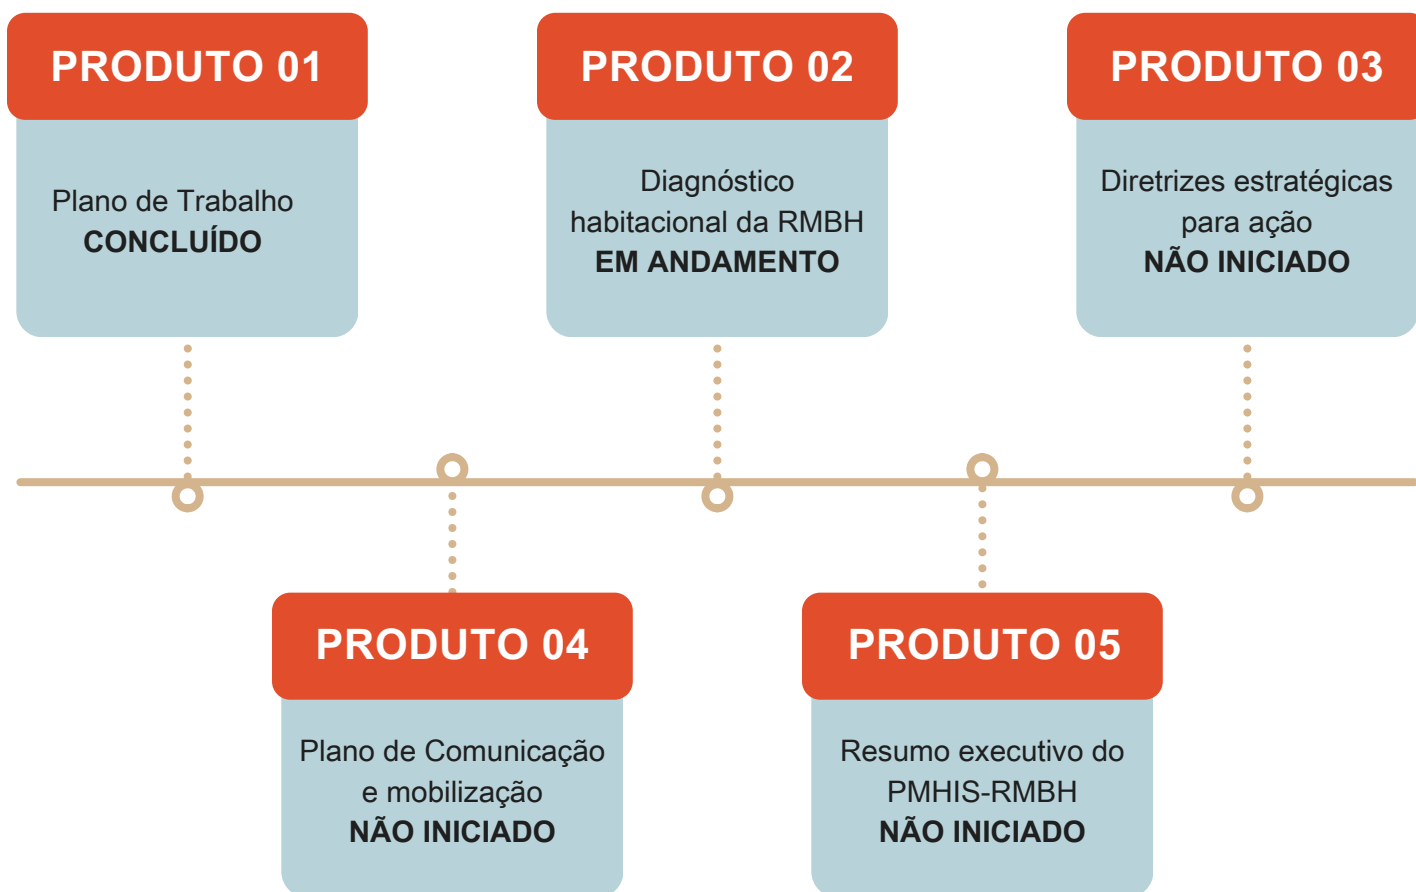 PRODUTO 01
Plano de Trabalho
CONCLUÍDO
PRODUTO 02
Diagnóstico
habitacional da RMBH
EM ANDAMENTO
PRODUTO 03
Diretrizes estratégicas
para ação
NÃO INICIADO
PRODUTO 04
Plano de Comunicação
e mobilização
NÃO INICIADO
PRODUTO 05
Resumo executivo do
PMHIS-RMBH
NÃO INICIADO